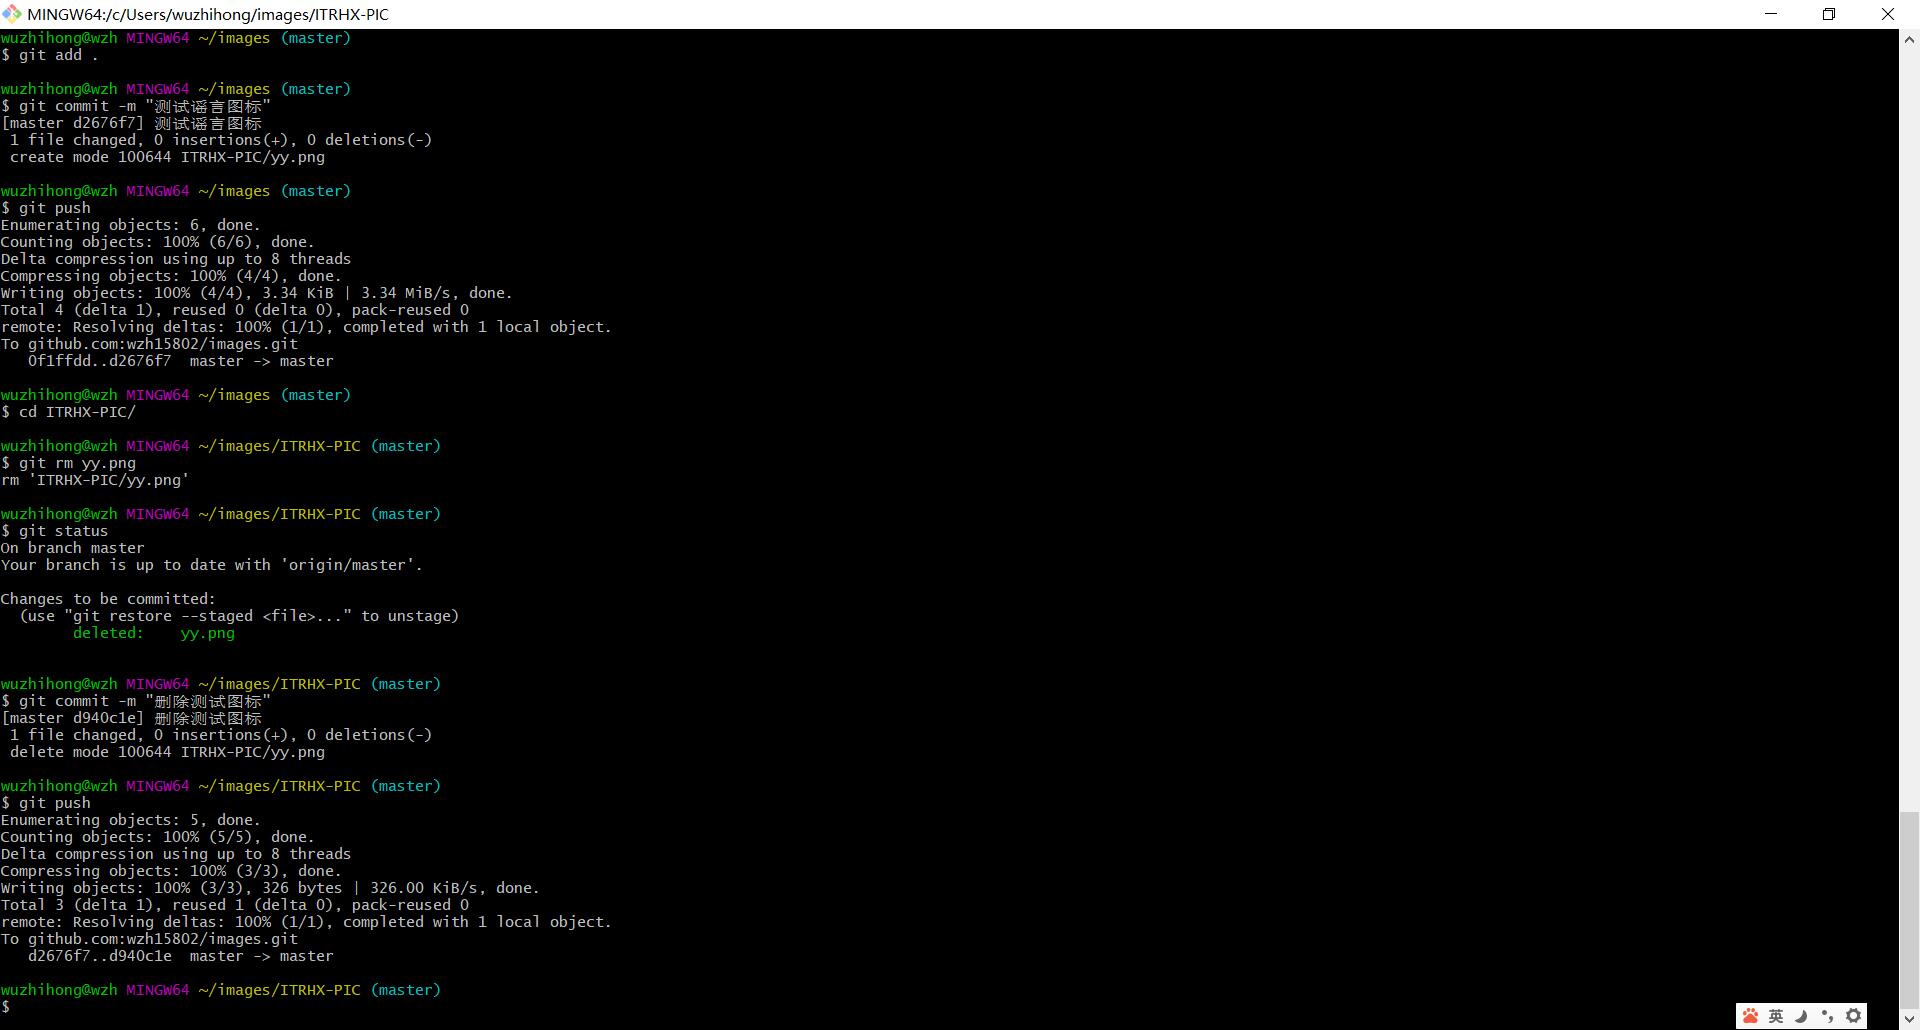 MINGW64:/c/Users/wuzhihong/images/ITRHX-PIC
wuzhihong@wzh MINGW64 ~/images (master)
$ git add .
wuzhihong@wzh MINGW64 ~/images (master)
$ git commit -m "测试谣言图标"
[master d2676f7] 测试谣言图标
1 file changed, 0 insertions(+), 0 deletions(-)
create mode 100644 ITRHX-PIC/yy.png
wuzhihong@wzh MINGW64 ~/images (master)
$ git push
Enumerating objects: 6, done.
Counting objects: 100% (6/6), done.
Delta compression using up to 8 threads
Compressing objects: 100% (4/4), done.
Writing objects: 100% (4/4), 3.34 KiB | 3.34 MiB/s, done.
Total 4 (delta 1), reused 0 (delta 0), pack-reused 0
remote: Resolving deltas: 100% (1/1), completed with 1 local object.
To github.com:wzh15802/images.git
0f1ffdd..d2676f7  master -> master
wuzhihong@wzh MINGW64 ~/images (master)
$ cd ITRHX-PIC/
wuzhihong@wzh MINGW64 ~/images/ITRHX-PIC (master)
$ git rm yy.png
rm 'ITRHX-PIC/yy.png'
wuzhihong@wzh MINGW64 ~/images/ITRHX-PIC (master)
$ git status
On branch master
Your branch is up to date with 'origin/master'.
Changes to be committed:
(use "git restore --staged <file>..." to unstage)
deleted:    yy.png
wuzhihong@wzh MINGW64 ~/images/ITRHX-PIC (master)
$ git commit -m "删除测试图标"
[master d940c1e] 删除测试图标
1 file changed, 0 insertions(+), 0 deletions(-)
delete mode 100644 ITRHX-PIC/yy.png
wuzhihong@wzh MINGW64 ~/images/ITRHX-PIC (master)
$ git push
Enumerating objects: 5, done.
Counting objects: 100% (5/5), done.
Delta compression using up to 8 threads
Compressing objects: 100% (3/3), done.
Writing objects: 100% (3/3), 326 bytes | 326.00 KiB/s, done.
Total 3 (delta 1), reused 1 (delta 0), pack-reused 0
remote: Resolving deltas: 100% (1/1), completed with 1 local object.
To github.com:wzh15802/images.git
d2676f7..d940c1e  master -> master
wuzhihong@wzh MINGW64 ~/images/ITRHX-PIC (master)
$
英